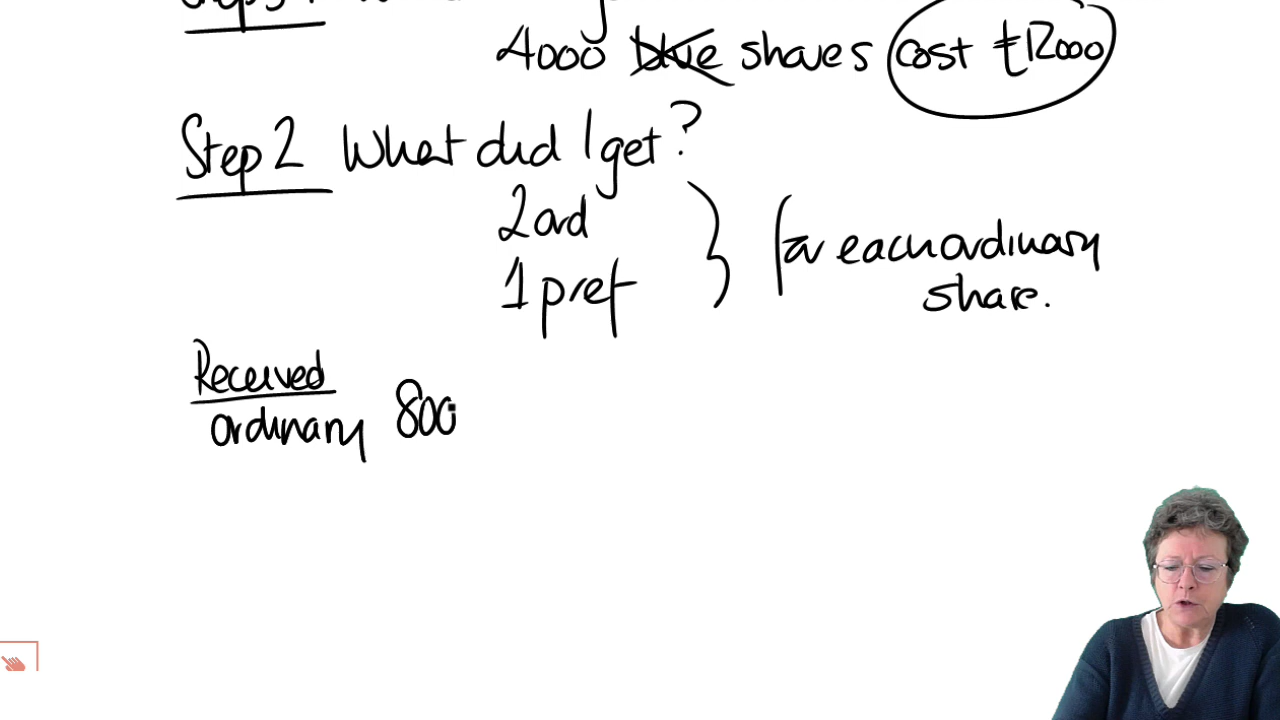 4000 blue shares cost £12000
Step 2 What did I get?
2 ord
1 pref
for each ordinary
share.
Received
ordinary 800